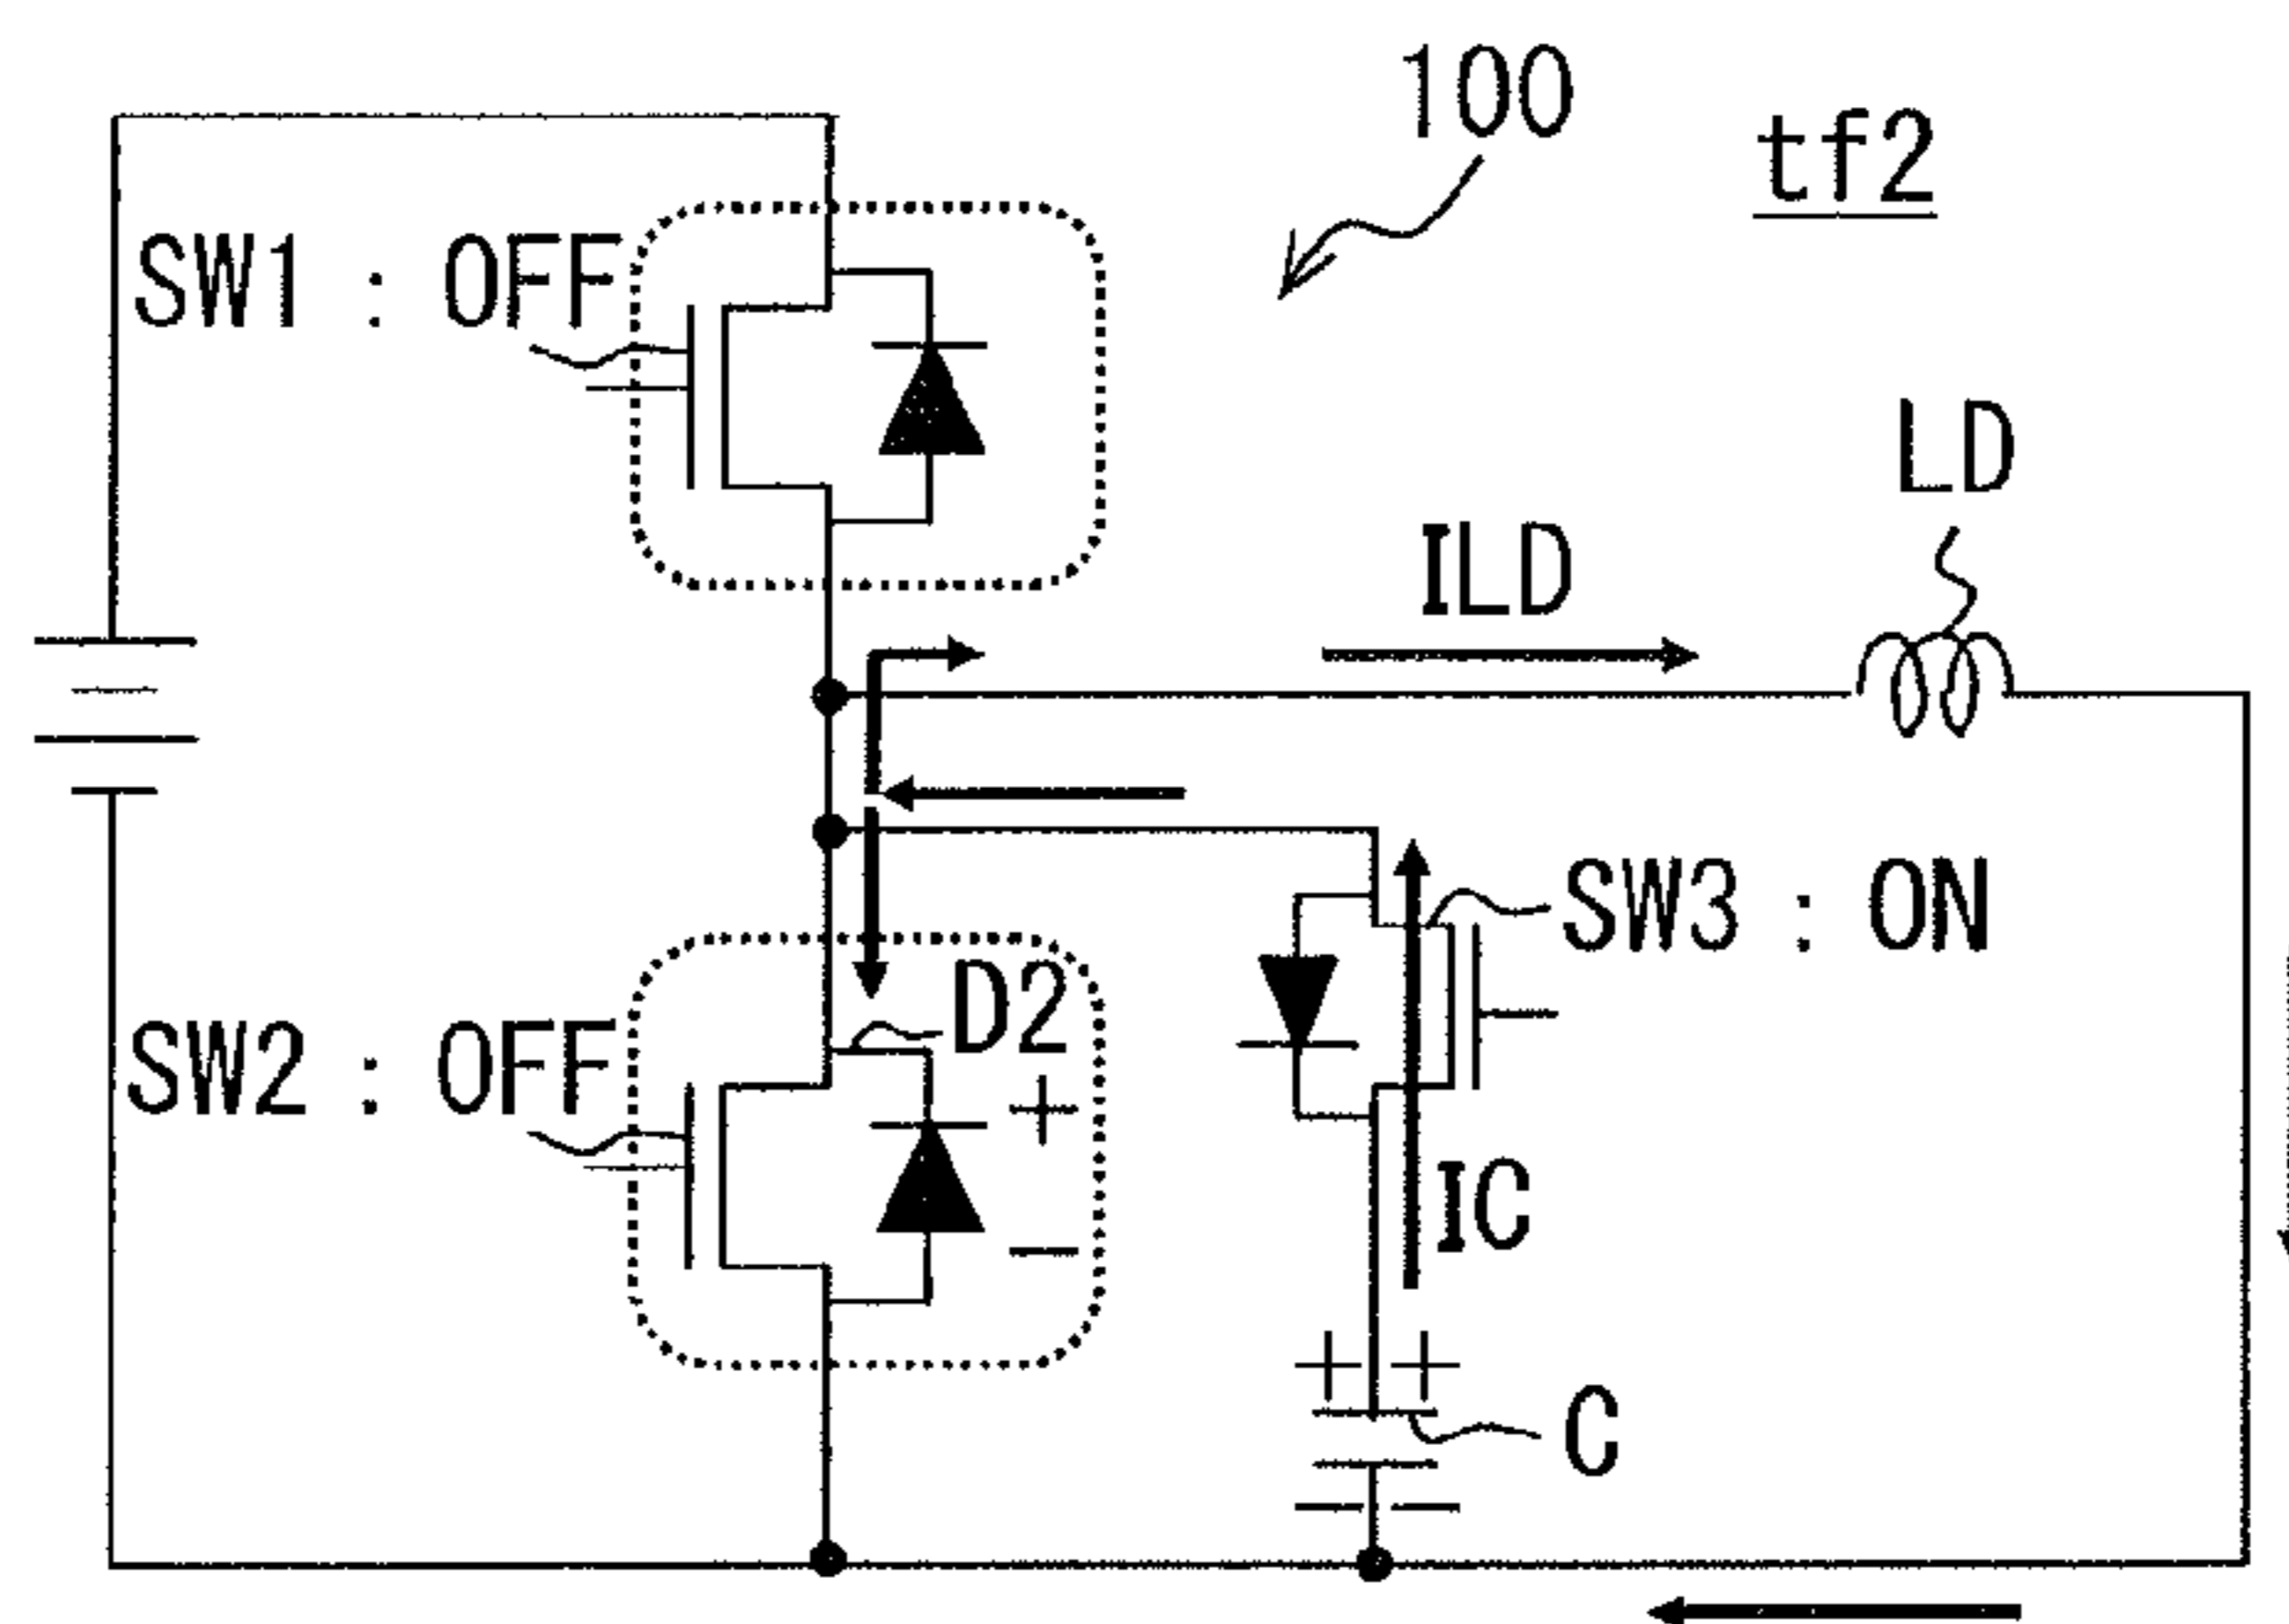 100
tf2
SW1 : OFF
LD
ILD
SW3 : ON
D2
SW2 : OFF
+
−
IC
+ +
C
− −